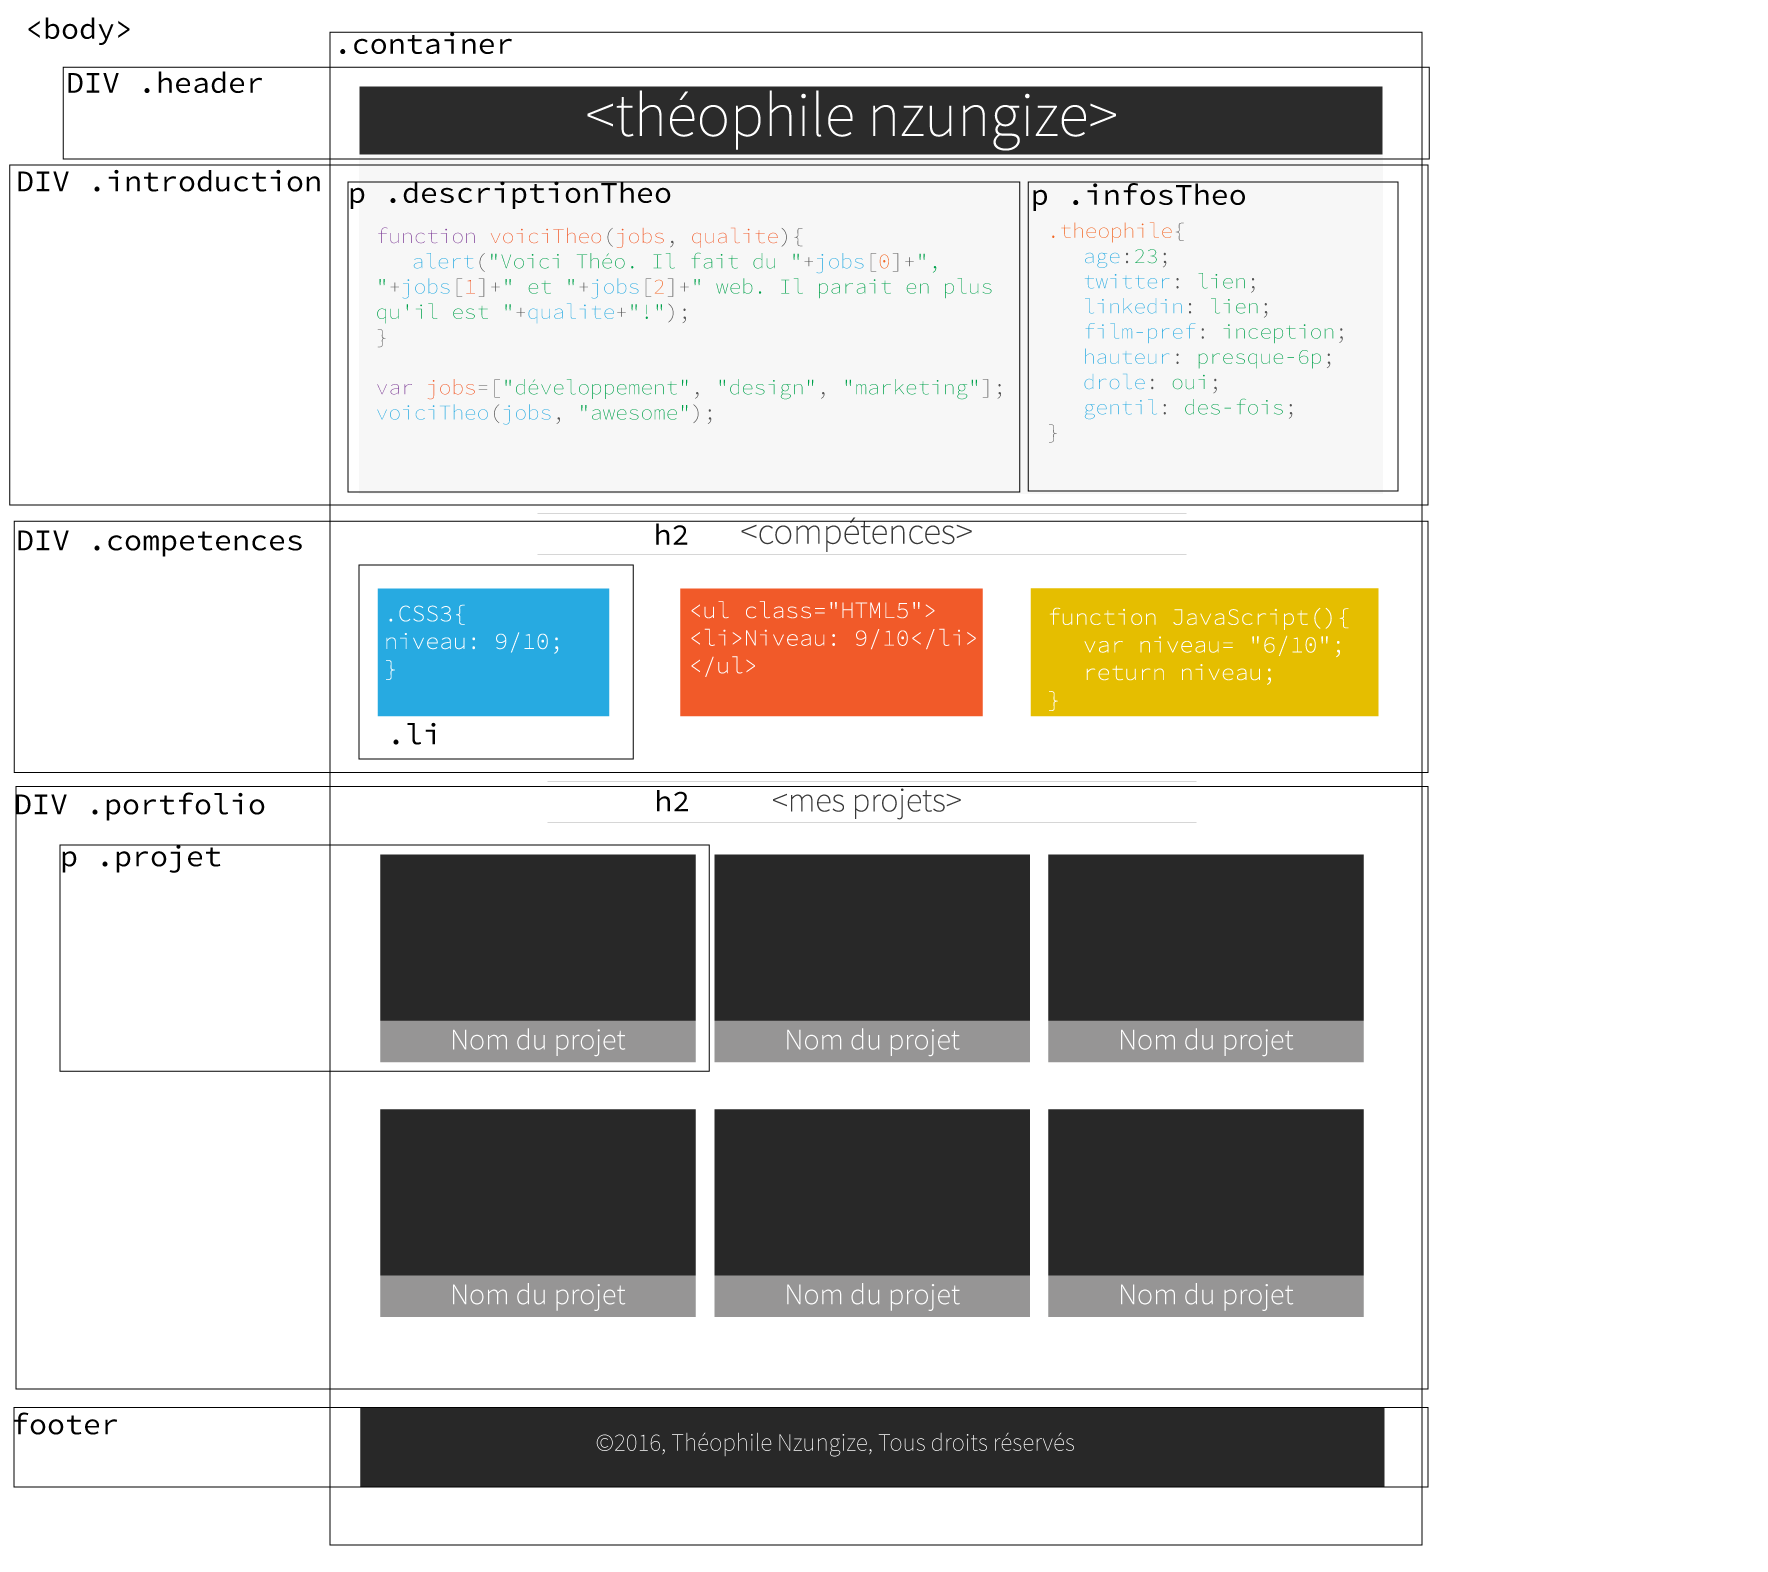 <body>
.container
DIV .header
<théophile nzungize>
DIV .introduction
p .descriptionTheo
function voiciTheo(jobs, qualite){
alert("Voici Théo. Il fait du "+jobs[0]+",
"+jobs[1]+" et "+jobs[2]+" web. Il parait en plus
qu'il est "+qualite+"!");
}
var jobs=["développement", "design", "marketing"];
voiciTheo(jobs, "awesome");
p .infosTheo
.theophile{
age:23;
twitter: lien;
linkedin: lien;
film-pref: inception;
hauteur: presque-6p;
drole: oui;
gentil: des-fois;
}
DIV .competences
h2
<compétences>
.CSS3{
niveau: 9/10;
}
.li
<ul class="HTML5">
<li>Niveau: 9/10</li>
</ul>
function JavaScript(){
var niveau= "6/10";
return niveau;
}
DIV .portfolio
h2
<mes projets>
p .projet
Nom du projet
Nom du projet
Nom du projet
Nom du projet
Nom du projet
Nom du projet
footer
©2016, Théophile Nzungize, Tous droits réservés